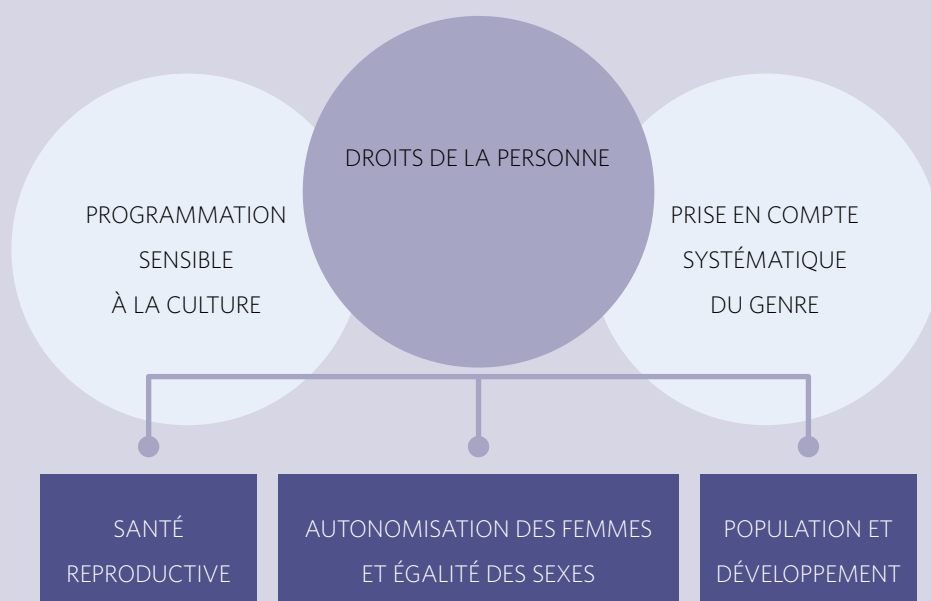 DROITS DE LA PERSONNE
PROGRAMMATION
SENSIBLE
À LA CULTURE
PRISE EN COMPTE
SYSTÉMATIQUE
DU GENRE
SANTÉ
REPRODUCTIVE
AUTONOMISATION DES FEMMES
ET ÉGALITÉ DES SEXES
POPULATION ET
DÉVELOPPEMENT